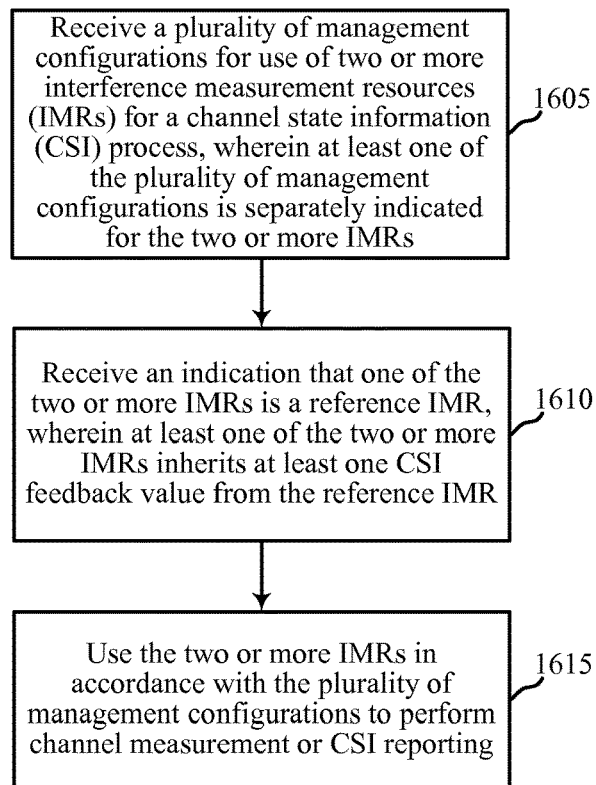 Receive a plurality of management
configurations for use of two or more
interference measurement resources
(IMRs) for a channel state information
(CSI) process, wherein at least one of
the plurality of management
configurations is separately indicated
for the two or more IMRs
1605
Receive an indication that one of the
two or more IMRs is a reference IMR,
wherein at least one of the two or more
IMRs inherits at least one CSI
feedback value from the reference IMR
1610
Use the two or more IMRs in
accordance with the plurality of
management configurations to perform
channel measurement or CSI reporting
1615